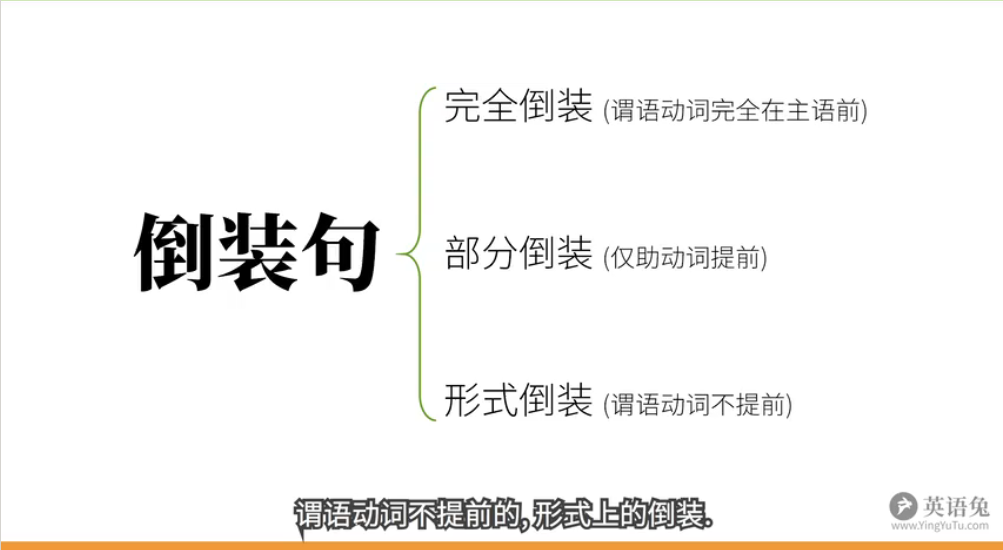 完全倒装 (谓语动词完全在主语前)
倒装句
部分倒装 (仅助动词提前)
形式倒装 (谓语动词不提前)
谓语动词不提前的, 形式上的倒装.
英语兔
www.YingYuTu.com